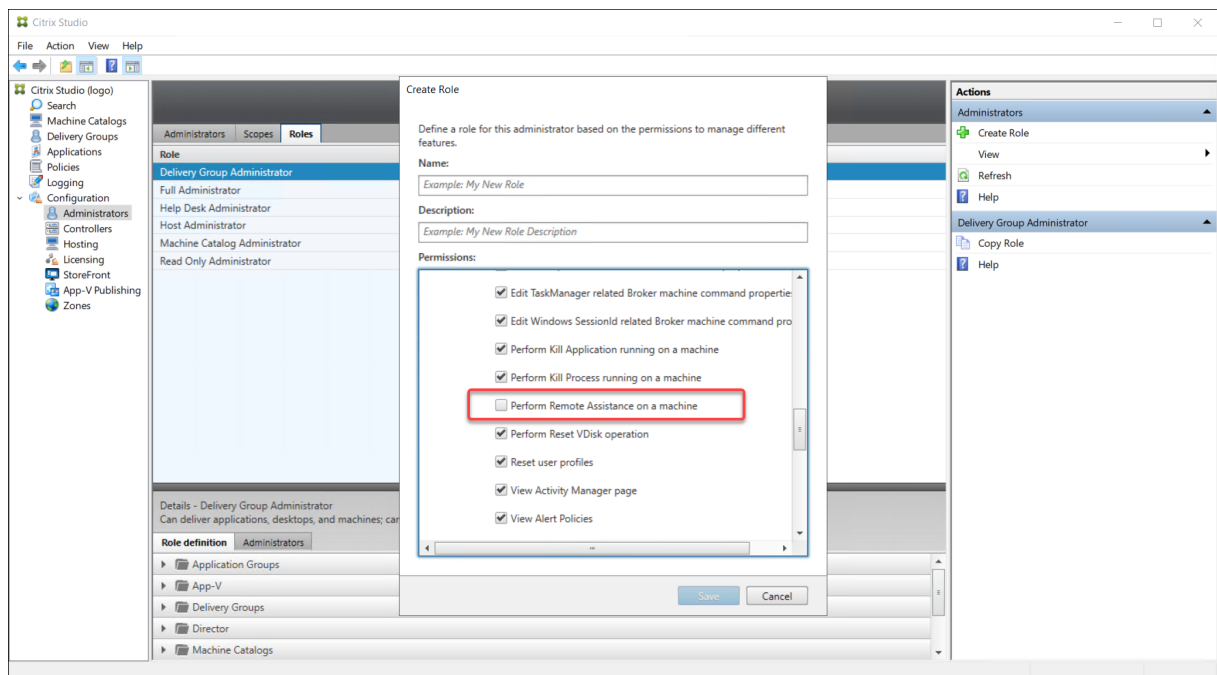 Citrix Studio
File Action View Help
Citrix Studio (logo)
Search
Machine Catalogs
Delivery Groups
Applications
Policies
Logging
Configuration
Administrators
Controllers
Hosting
Licensing
StoreFront
App-V Publishing
Zones
Administrators Scopes Roles
Role
Delivery Group Administrator
Full Administrator
Help Desk Administrator
Host Administrator
Machine Catalog Administrator
Read Only Administrator
Details - Delivery Group Administrator
Can deliver applications, desktops, and machines; car
Role definition Administrators
Application Groups
App-V
Delivery Groups
Director
Machine Catalogs
Create Role
Define a role for this administrator based on the permissions to manage different
features.
Name:
Example: My New Role
Description:
Example: My New Role Description
Permissions:
Edit TaskManager related Broker machine command propertie
Edit Windows SessionId related Broker machine command pro
Perform Kill Application running on a machine
Perform Kill Process running on a machine
Perform Remote Assistance on a machine
Perform Reset VDisk operation
Reset user profiles
View Activity Manager page
View Alert Policies
Save Cancel
Actions
Administrators
Create Role
View
Refresh
Help
Delivery Group Administrator
Copy Role
Help